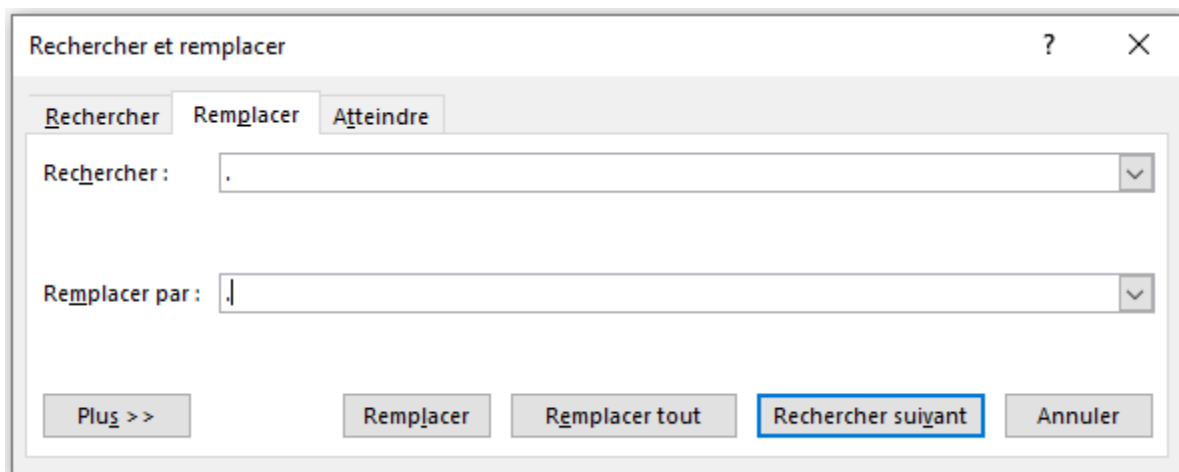 Rechercher et remplacer ? ×
Rechercher Remplacer Atteindre
Rechercher : .
Remplacer par : .
Plus >> Remplacer Remplacer tout Rechercher suivant Annuler